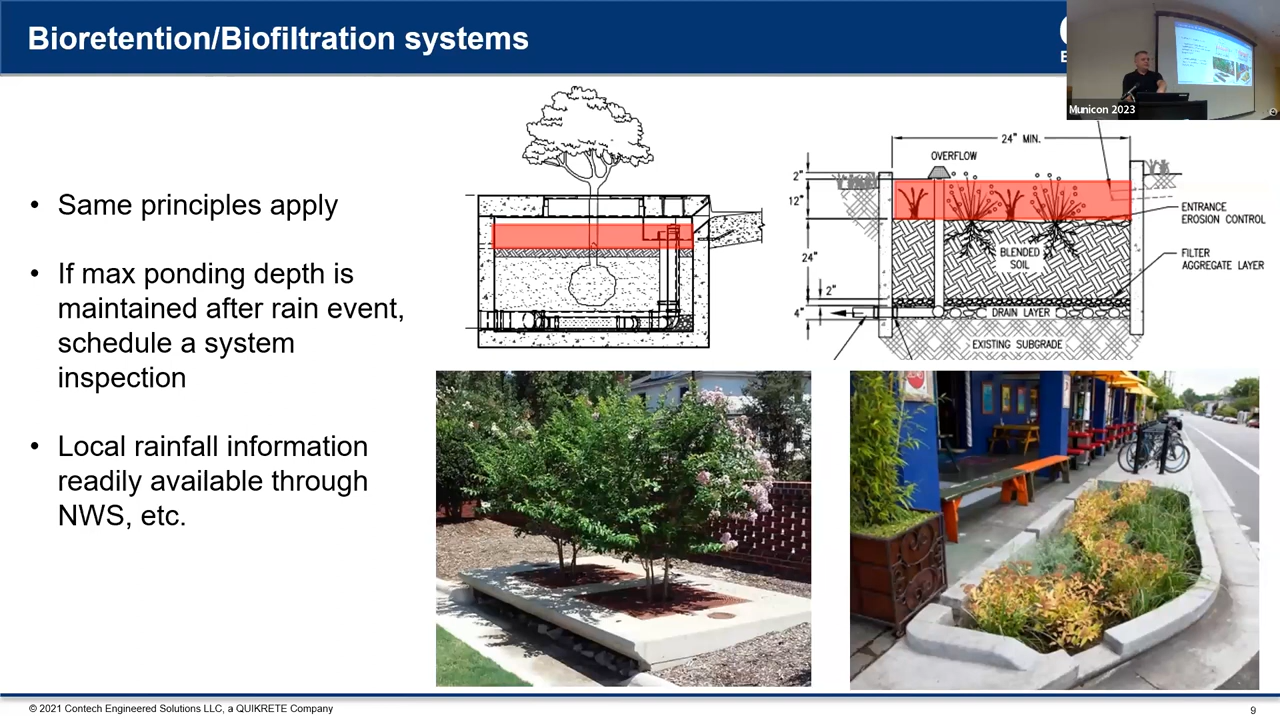 Bioretention/Biofiltration systems
Municon 2023
• Same principles apply
• If max ponding depth is
maintained after rain event,
schedule a system
inspection
• Local rainfall information
readily available through
NWS, etc.
24" MIN.
OVERFLOW
2"
12"
24"
2"
4"
ENTRANCE
EROSION CONTROL
BLENDED
SOIL
FILTER
AGGREGATE LAYER
DRAIN LAYER
EXISTING SUBGRADE
© 2021 Contech Engineered Solutions LLC, a QUIKRETE Company
9